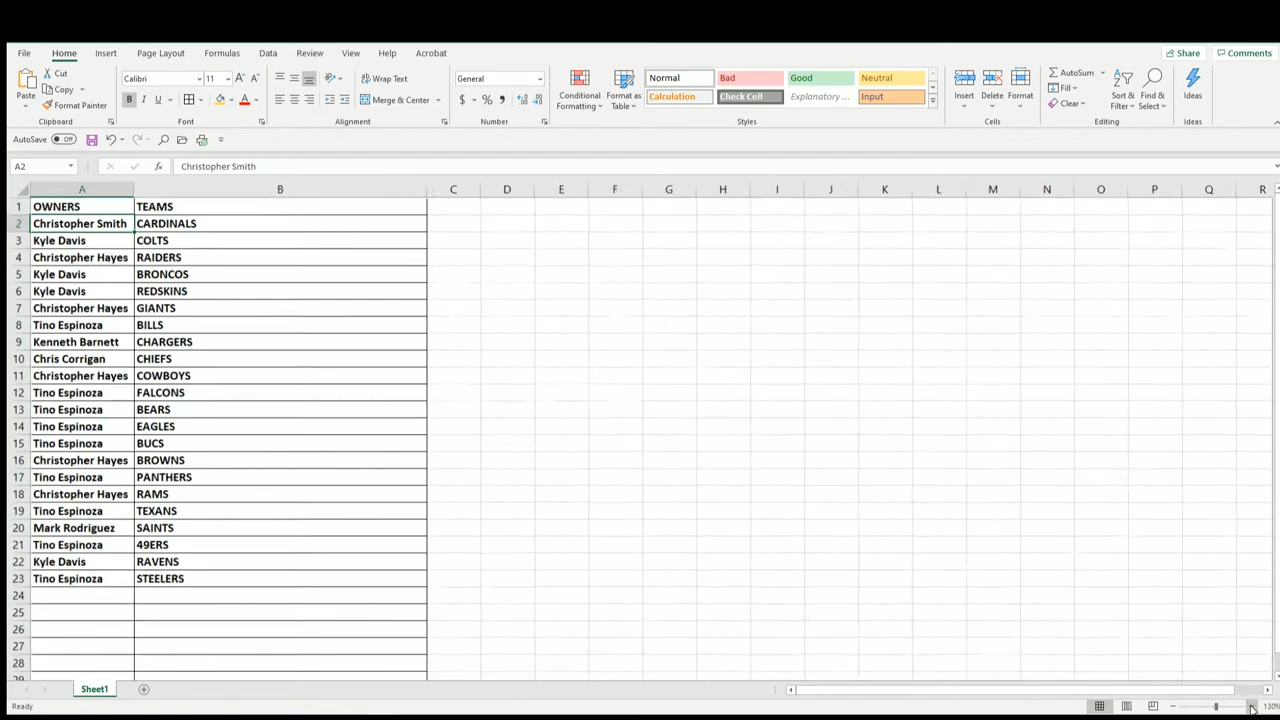 File Home Insert Page Layout Formulas Data Review View Help Acrobat Share Comments
Cut Calibri 11 Wrap Text General Normal Bad Good Neutral AutoSum
Paste Copy Conditional Format as Calculation Check Cell Explanatory ... Input Insert Delete Format Fill Sort & Find & Ideas
Format Painter B I U A Merge & Center $ % Formatting Table Clear Filter Select
Clipboard Font Alignment Number Styles Cells Editing Ideas
AutoSave Off
A2 fx Christopher Smith
A B C D E F G H I J K L M N O P Q R
1 OWNERS TEAMS
2 Christopher Smith CARDINALS
3 Kyle Davis COLTS
4 Christopher Hayes RAIDERS
5 Kyle Davis BRONCOS
6 Kyle Davis REDSKINS
7 Christopher Hayes GIANTS
8 Tino Espinoza BILLS
9 Kenneth Barnett CHARGERS
10 Chris Corrigan CHIEFS
11 Christopher Hayes COWBOYS
12 Tino Espinoza FALCONS
13 Tino Espinoza BEARS
14 Tino Espinoza EAGLES
15 Tino Espinoza BUCS
16 Christopher Hayes BROWNS
17 Tino Espinoza PANTHERS
18 Christopher Hayes RAMS
19 Tino Espinoza TEXANS
20 Mark Rodriguez SAINTS
21 Tino Espinoza 49ERS
22 Kyle Davis RAVENS
23 Tino Espinoza STEELERS
24
25
26
27
28
29
Sheet1
Ready 130%